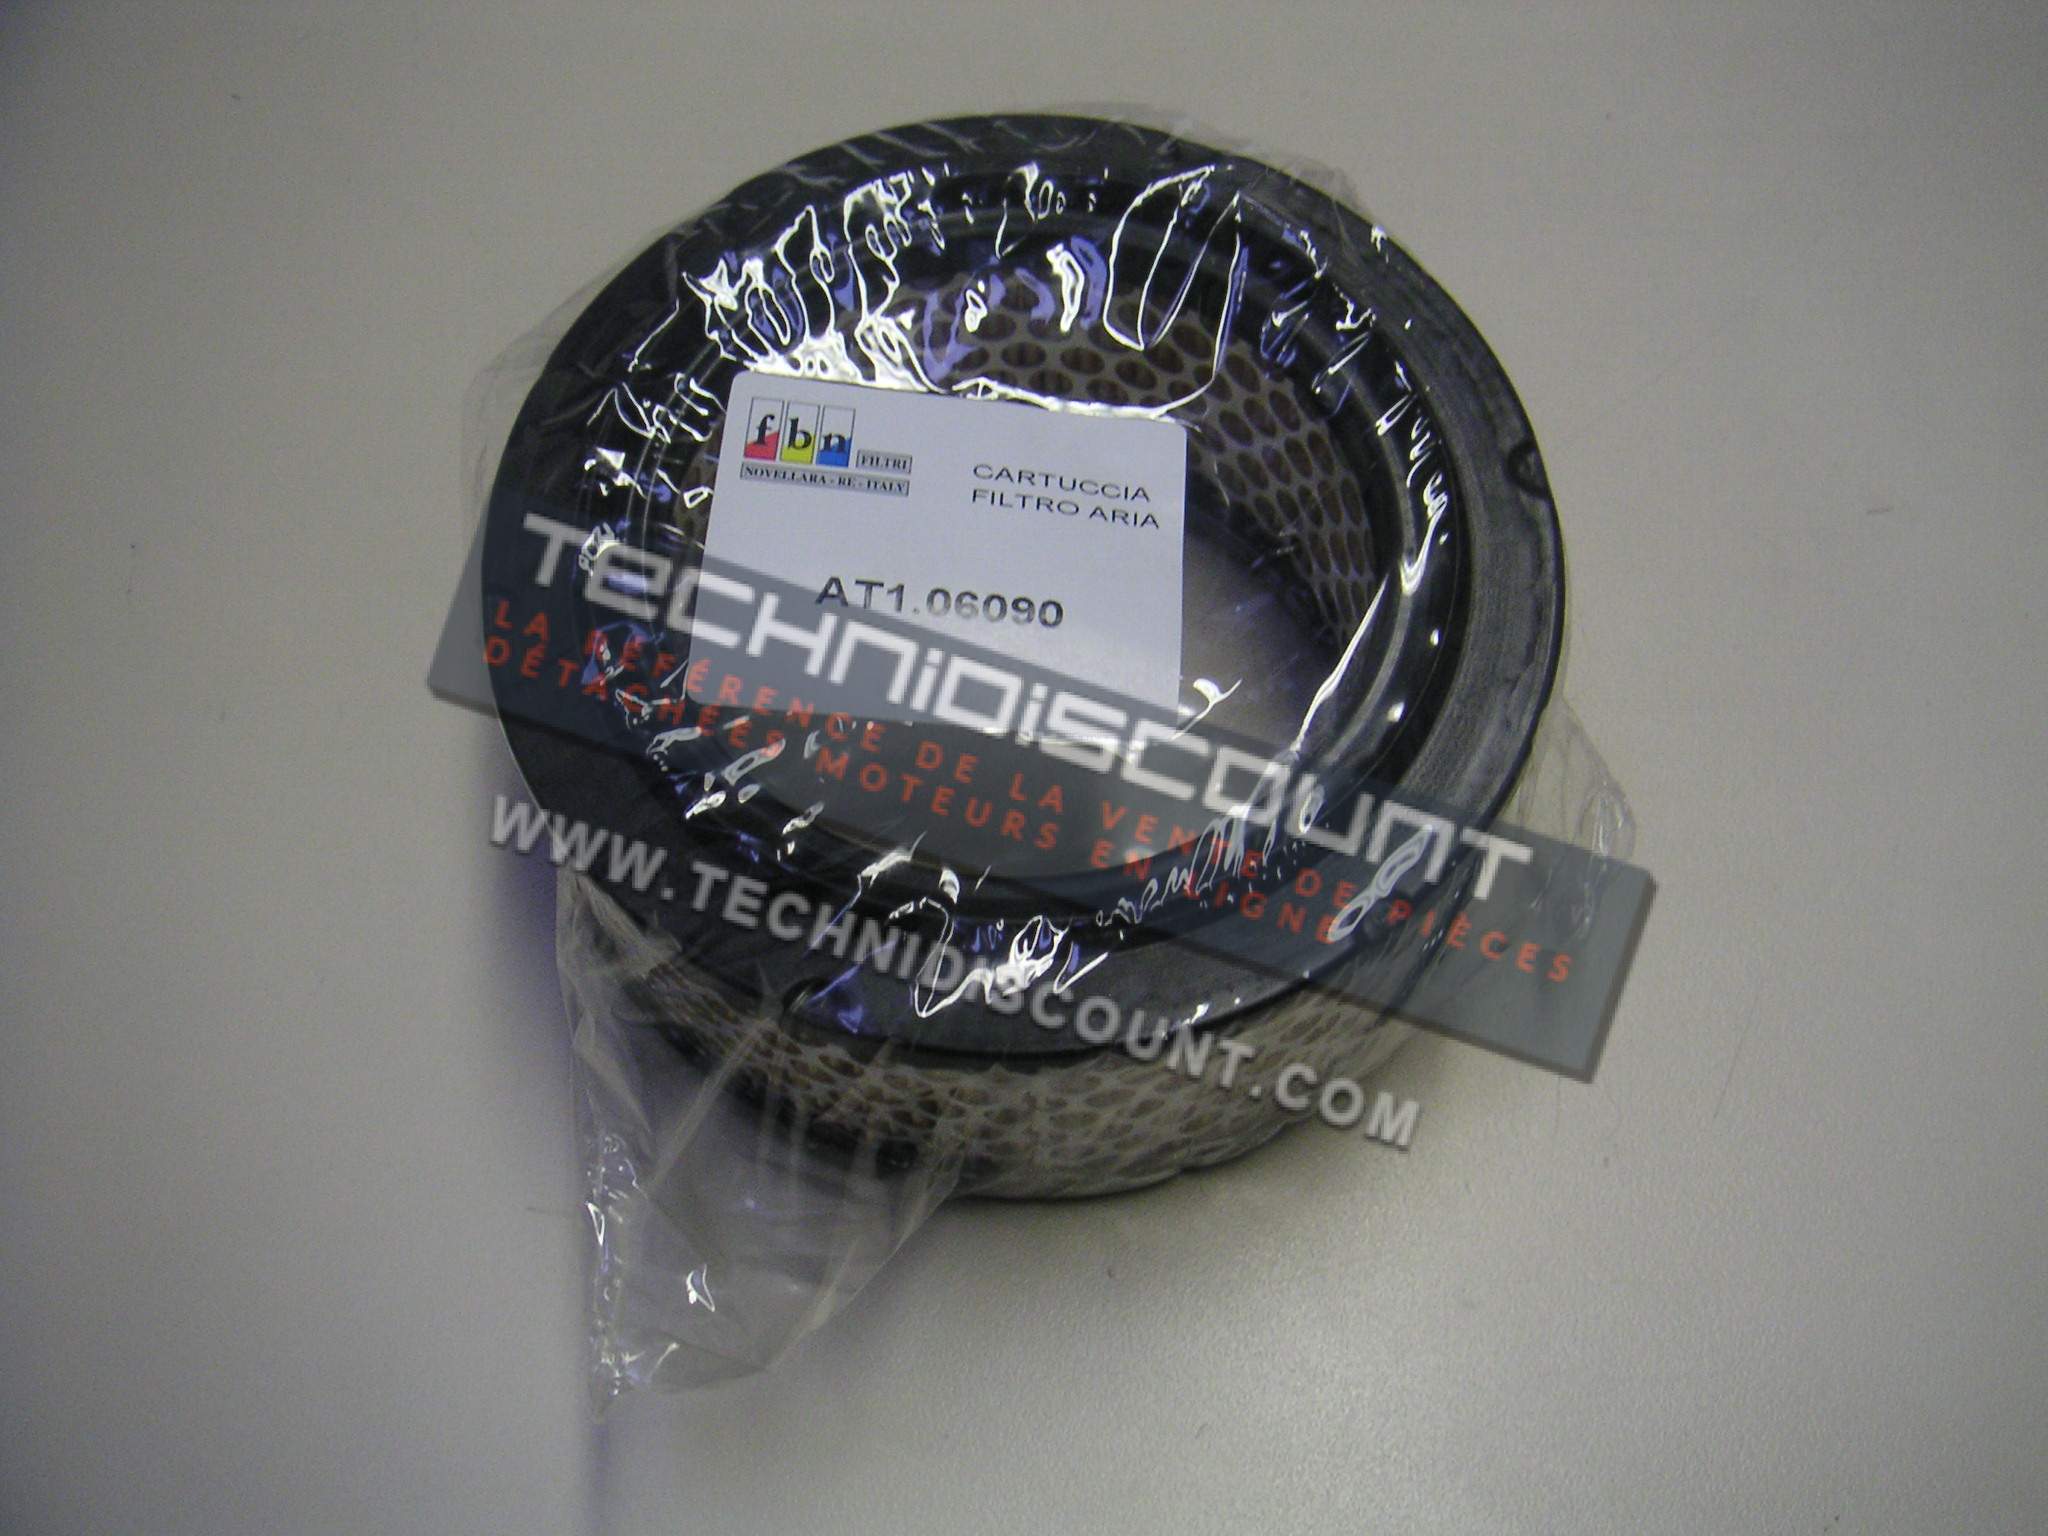 fbn
FILTRI
NOVELLARA - RE - ITALY
CARTUCCIA
FILTRO ARIA
AT1.06090
TECHNIDISCOUNT
LA RÉFÉRENCE DE LA VENTE DE PIÈCES
DÉTACHÉES MOTEURS EN LIGNE
WWW.TECHNIDISCOUNT.COM